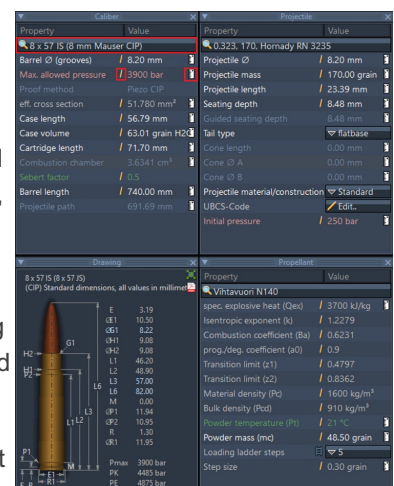 Caliber
Property Value
8 x 57 IS (8 mm Mauser CIP)
Barrel Ø (grooves) 8.20 mm
Max. allowed pressure 3900 bar
Proof method Piezo CIP
eff. cross section 51.780 mm²
Case length 56.79 mm
Case volume 63.01 grain H2O
Cartridge length 71.70 mm
Combustion chamber 3.6341 cm³
Sebert factor 0.5
Barrel length 740.00 mm
Projectile path 691.69 mm
Projectile
Property Value
0.323, 170, Hornady RN 3235
Projectile Ø 8.20 mm
Projectile mass 170.00 grain
Projectile length 23.39 mm
Seating depth 8.48 mm
Guided seating depth 8.48 mm
Tail type flatbase
Cone length 0.00 mm
Cone Ø A 0.00 mm
Cone Ø B 0.00 mm
Projectile material/construction Standard
UBCS-Code Edit..
Initial pressure 250 bar
Drawing
8 x 57 IS (8 x 57 JS)
(CIP) Standard dimensions, all values in millimet
E 3.19
ØE1 10.50
ØG1 8.22
ØH1 9.08
ØH2 9.08
L1 46.20
L2 48.90
L3 57.00
L6 82.00
M 0.00
ØP1 11.94
ØP2 10.95
R 1.30
ØR1 11.95
Pmax 3900 bar
PK 4485 bar
PE 4875 bar
G1
H2
H1
P2
L6
L3
L2
L1
P1
M
E1
R1
Propellant
Property Value
Vihtavuori N140
spec. explosive heat (Qex) 3700 kJ/kg
Isentropic exponent (k) 1.2279
Combustion coefficient (Ba) 0.6231
prog./deg. coefficient (a0) 0.9
Transition limit (z1) 0.4797
Transition limit (z2) 0.8362
Material density (Pc) 1600 kg/m³
Bulk density (Pcd) 910 kg/m³
Powder temperature (Pt) 21 °C
Powder mass (mc) 48.50 grain
Loading ladder steps 5
Step size 0.30 grain